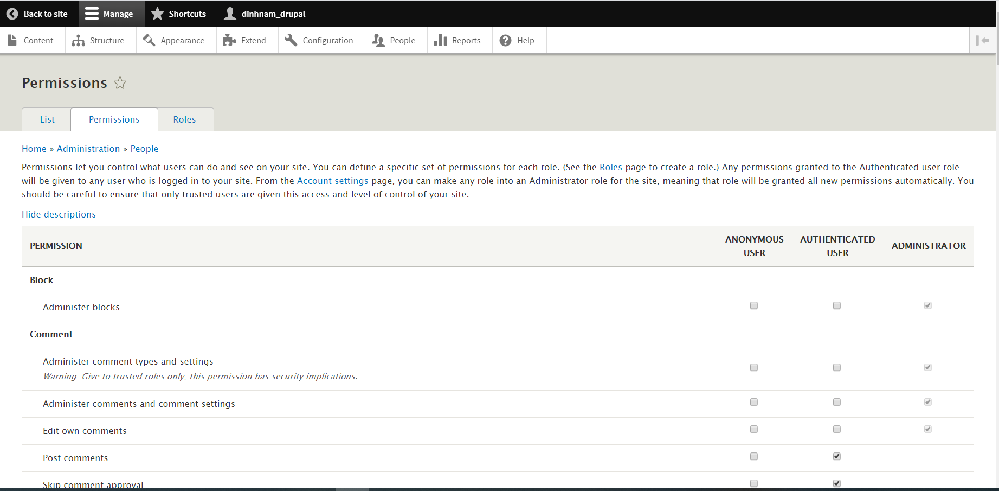 Back to site Manage Shortcuts dinhnam_drupal
Content Structure Appearance Extend Configuration People Reports Help
Permissions
List Permissions Roles
Home » Administration » People
Permissions let you control what users can do and see on your site. You can define a specific set of permissions for each role. (See the Roles page to create a role.) Any permissions granted to the Authenticated user role
will be given to any user who is logged in to your site. From the Account settings page, you can make any role into an Administrator role for the site, meaning that role will be granted all new permissions automatically. You
should be careful to ensure that only trusted users are given this access and level of control of your site.
Hide descriptions
PERMISSION
ANONYMOUS USER
AUTHENTICATED USER
ADMINISTRATOR
Block
Administer blocks
Comment
Administer comment types and settings
Warning: Give to trusted roles only; this permission has security implications.
Administer comments and comment settings
Edit own comments
Post comments
Skip comment approval